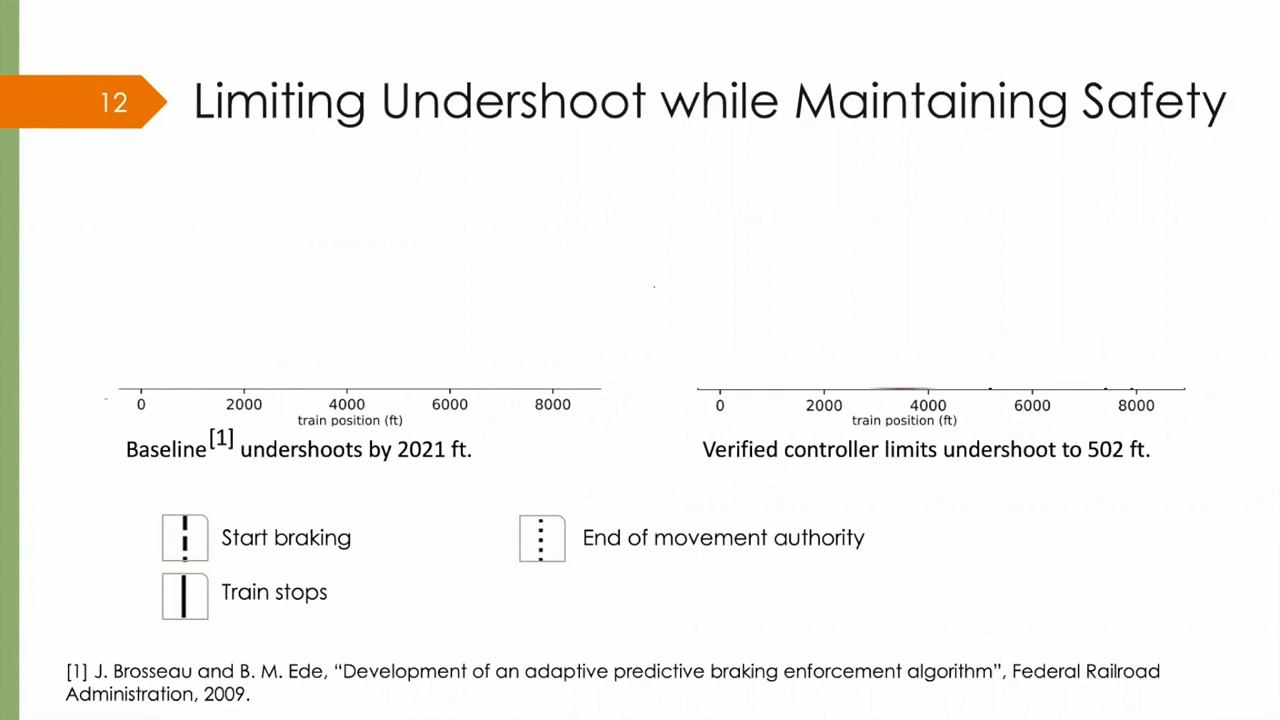 12
Limiting Undershoot while Maintaining Safety
0 2000 4000 6000 8000
train position (ft)
Baseline[1] undershoots by 2021 ft.
0 2000 4000 6000 8000
train position (ft)
Verified controller limits undershoot to 502 ft.
Start braking
End of movement authority
Train stops
[1] J. Brosseau and B. M. Ede, “Development of an adaptive predictive braking enforcement algorithm”, Federal Railroad
Administration, 2009.